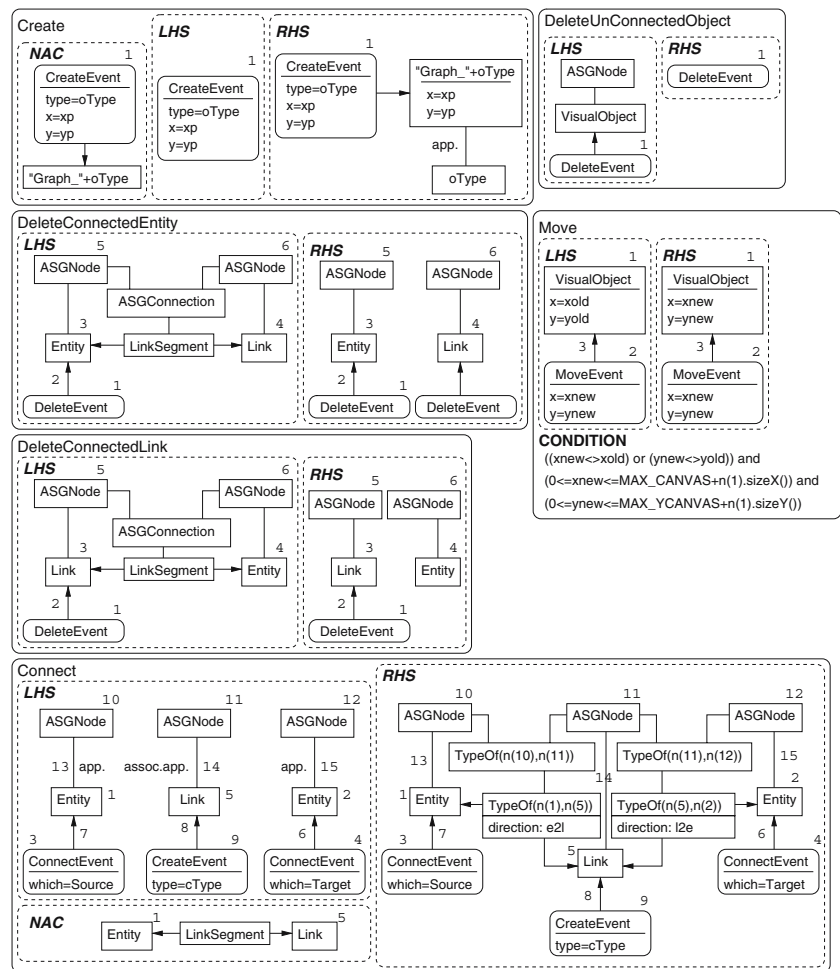 Create
NAC
1
CreateEvent
type=oType
x=xp
y=yp
"Graph_"+oType
LHS
1
CreateEvent
type=oType
x=xp
y=yp
RHS
1
CreateEvent
type=oType
x=xp
y=yp
"Graph_"+oType
x=xp
y=yp
app.
oType
DeleteUnConnectedObject
LHS
ASGNode
VisualObject
1
DeleteEvent
RHS
1
DeleteEvent
DeleteConnectedEntity
LHS
5
6
ASGNode
ASGNode
ASGConnection
3
4
Entity
LinkSegment
Link
2
1
DeleteEvent
RHS
5
6
ASGNode
ASGNode
3
4
Entity
Link
2
1
DeleteEvent
DeleteEvent
Move
LHS
1
VisualObject
x=xold
y=yold
3
2
MoveEvent
x=xnew
y=ynew
RHS
1
VisualObject
x=xnew
y=ynew
3
2
MoveEvent
x=xnew
y=ynew
CONDITION
((xnew<>xold) or (ynew<>yold)) and
(0<=xnew<=MAX_CANVAS+n(1).sizeX()) and
(0<=ynew<=MAX_YCANVAS+n(1).sizeY())
DeleteConnectedLink
LHS
5
6
ASGNode
ASGNode
ASGConnection
3
4
Link
LinkSegment
Entity
2
1
DeleteEvent
RHS
5
6
ASGNode
ASGNode
3
4
Link
Entity
2
1
DeleteEvent
Connect
LHS
10
11
12
ASGNode
ASGNode
ASGNode
13 app.
assoc.app. 14
app. 15
Entity 1
Link 5
Entity 2
3
7
8
9
6
4
ConnectEvent
which=Source
CreateEvent
type=cType
ConnectEvent
which=Target
NAC
1
5
Entity
LinkSegment
Link
RHS
10
11
12
ASGNode
ASGNode
ASGNode
13
TypeOf(n(10),n(11))
TypeOf(n(11),n(12))
15
14
2
1
Entity
TypeOf(n(1),n(5))
direction: e2l
TypeOf(n(5),n(2))
direction: l2e
Entity
3
7
5
Link
6
4
ConnectEvent
which=Source
8
9
ConnectEvent
which=Target
CreateEvent
type=cType